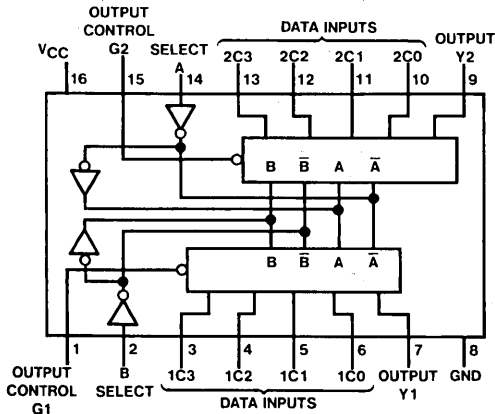 OUTPUT CONTROL G2
SELECT A
DATA INPUTS
OUTPUT Y2
VCC
2C3 2C2 2C1 2C0
16 15 14 13 12 11 10 9
B B̅ A A̅
B B̅ A A̅
1 2 3 4 5 6 7 8
OUTPUT CONTROL G1
B SELECT
1C3 1C2 1C1 1C0
DATA INPUTS
OUTPUT Y1
GND